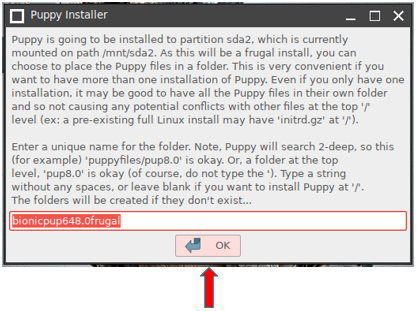 Puppy Installer
Puppy is going to be installed to partition sda2, which is currently
mounted on path /mnt/sda2. As this will be a frugal install, you can
choose to place the Puppy files in a folder. This is very convenient if you
want to have more than one installation of Puppy. Even if you only have one
installation, it may be good to have all the Puppy files in their own folder
and so not causing any potential conflicts with other files at the top '/'
level (ex: a pre-existing full Linux install may have 'initrd.gz' at '/').
Enter a unique name for the folder. Note, Puppy will search 2-deep, so this
(for example) 'puppyfiles/pup8.0' is okay. Or, a folder at the top
level, 'pup8.0' is okay (of course, do not type the '). Type a string
without any spaces, or leave blank if you want to install Puppy at '/'.
The folders will be created if they don't exist...
bionicpup648.0frugal
OK